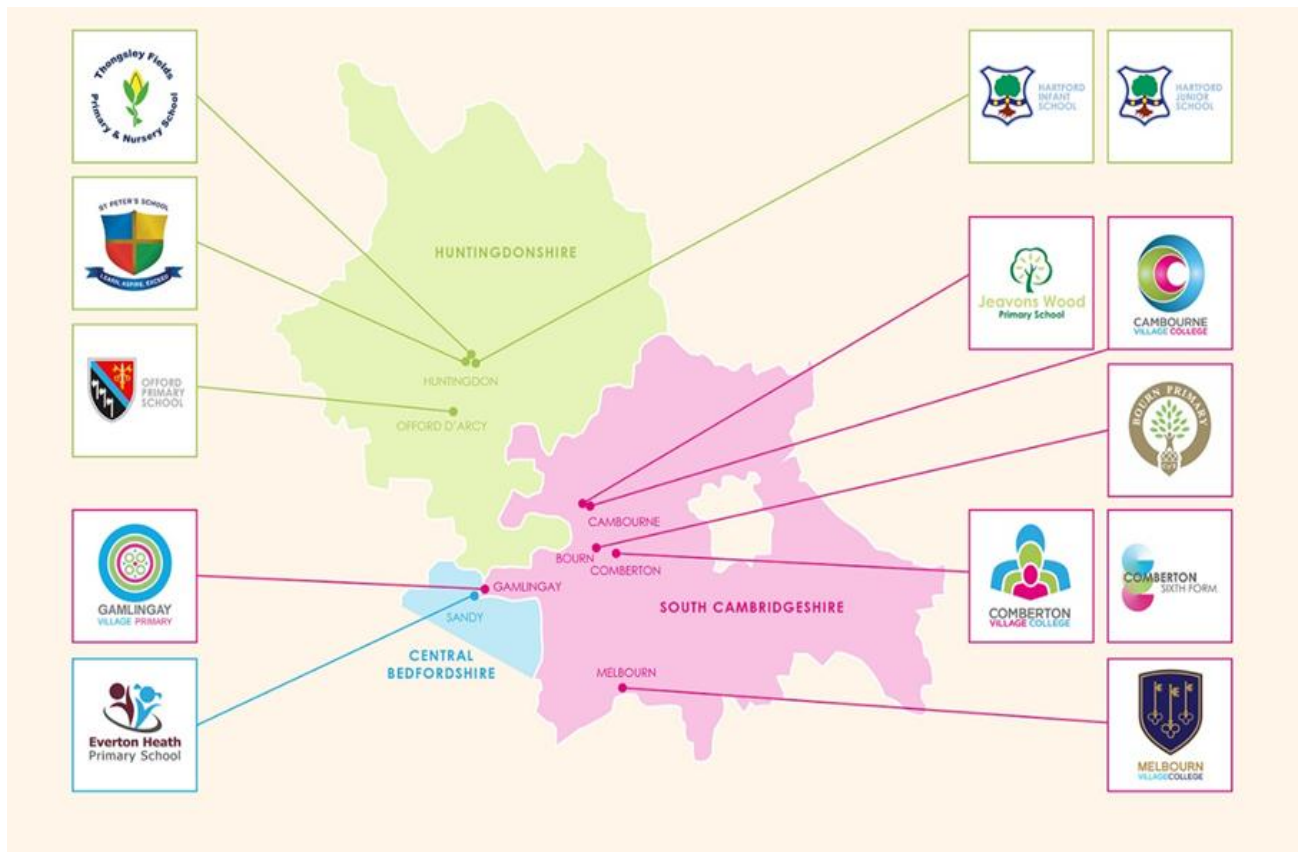 Thongsley Fields
Primary & Nursery School
ST PETER'S SCHOOL
LEARN, ASPIRE, EXCEED
OFFORD
PRIMARY
SCHOOL
GAMLINGAY
VILLAGE PRIMARY
Everton Heath
Primary School
HUNTINGDONSHIRE
HUNTINGDON
OFFORD D'ARCY
CAMBOURNE
BOURN
COMBERTON
GAMLINGAY
SANDY
SOUTH CAMBRIDGESHIRE
CENTRAL
BEDFORDSHIRE
MELBOURN
HARTFORD
INFANT
SCHOOL
HARTFORD
JUNIOR
SCHOOL
Jeavons Wood
Primary School
CAMBOURNE
VILLAGE COLLEGE
BOURN PRIMARY
COMBERTON
VILLAGE COLLEGE
COMBERTON
SIXTH FORM
MELBOURN
VILLAGECOLLEGE